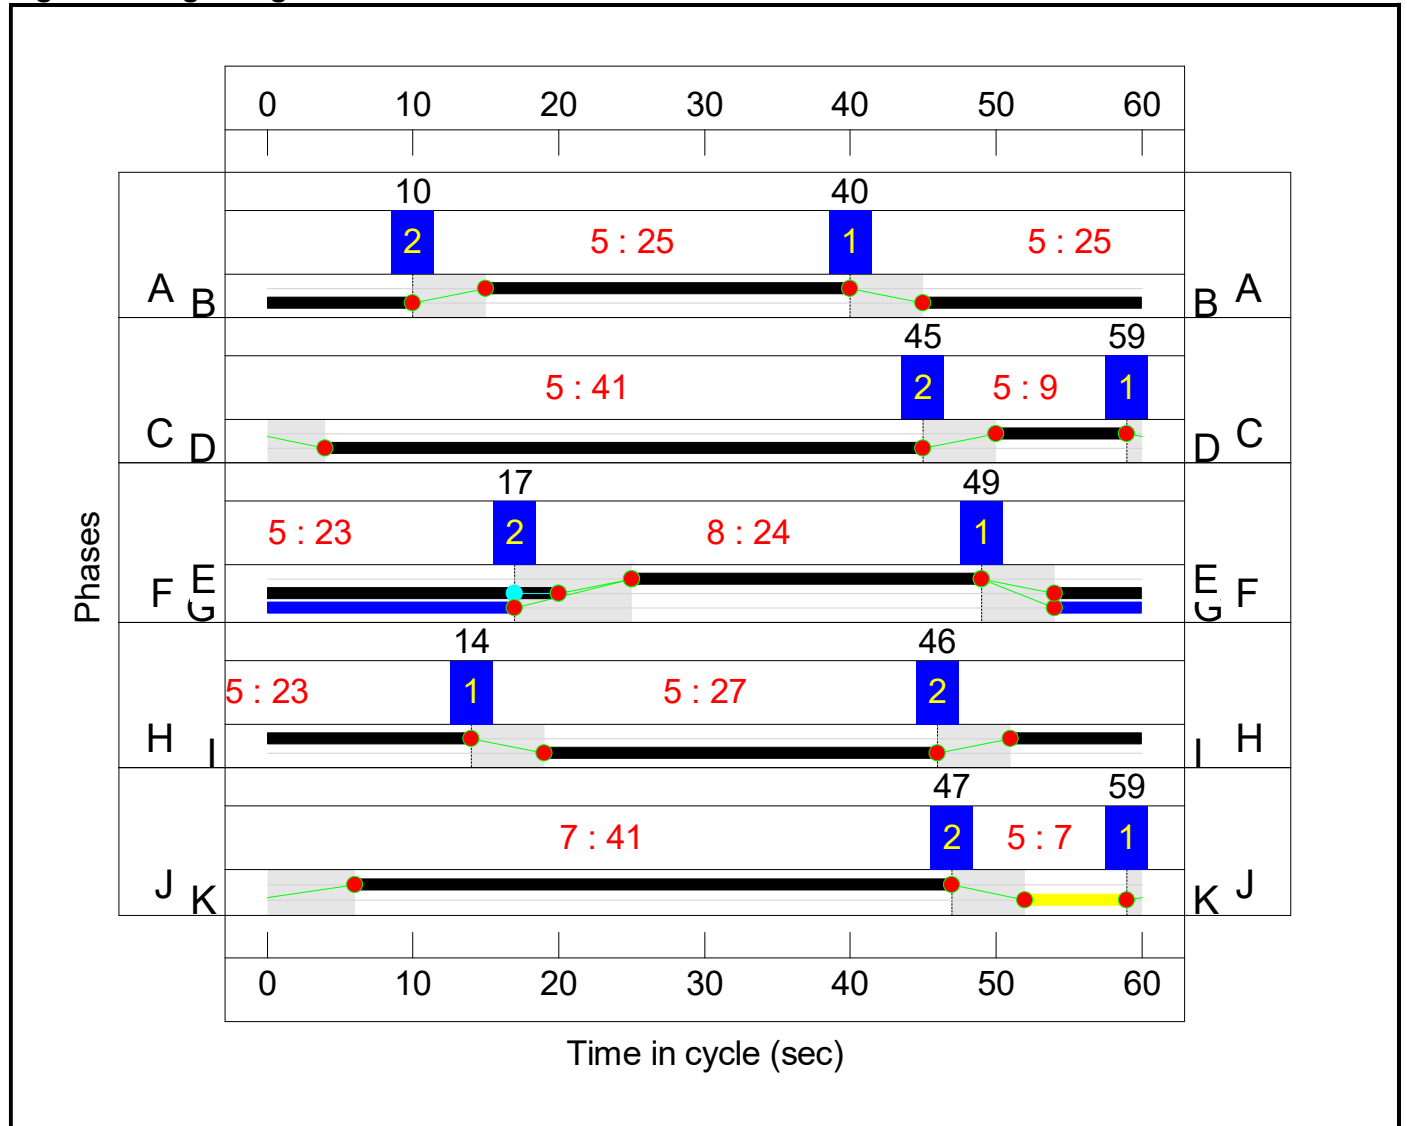 0 10 20 30 40 50 60
10 40
2 5 : 25 1 5 : 25
A B B A
45 59
5 : 41 2 5 : 9 1
C D D C
17 49
5 : 23 2 8 : 24 1
F E G E G F
14 46
5 : 23 1 5 : 27 2
H I I H
47 59
7 : 41 2 5 : 7 1
J K K J
Phases
0 10 20 30 40 50 60
Time in cycle (sec)